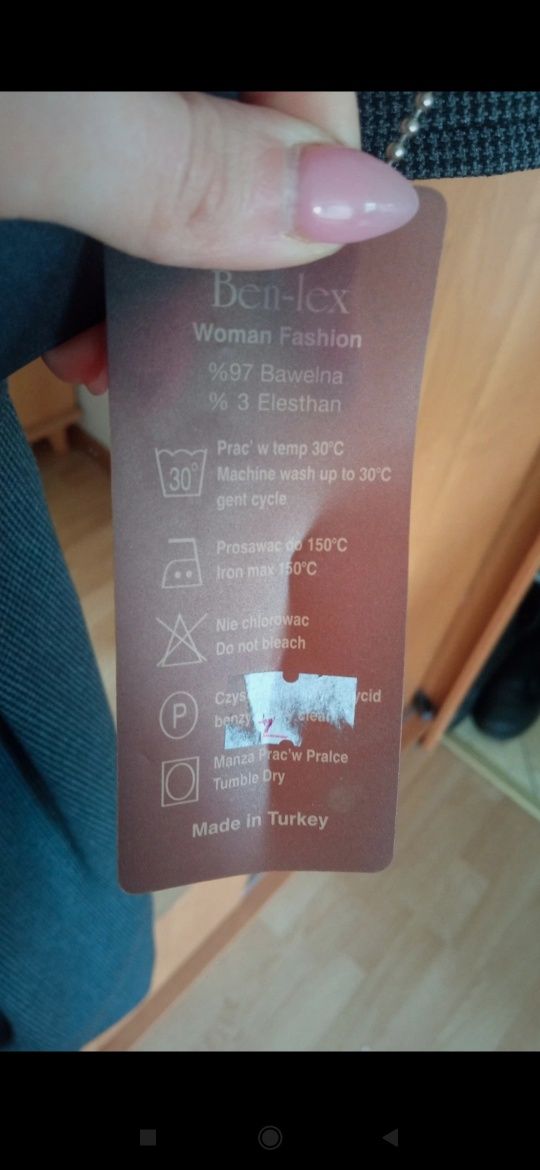 Ben-lex
Woman Fashion
%97 Bawelna
% 3 Elesthan
30°
Prac' w temp 30°C
Machine wash up to 30°C
gent cycle
Prosawac do 150°C
Iron max 150°C
Nie chlorowac
Do not bleach
P
Manza Prac'w Pralce
Tumble Dry
Made in Turkey